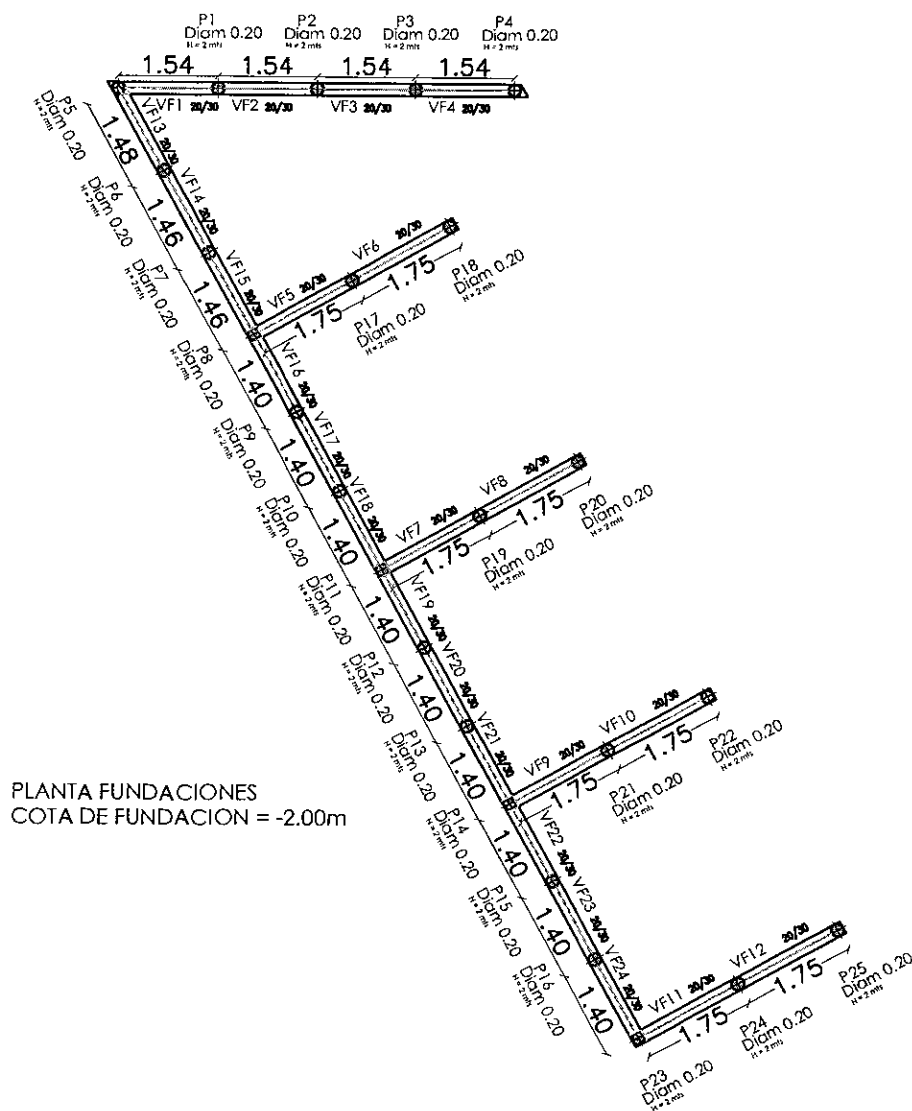 P1
Diam 0.20
H = 2 mts
P2
Diam 0.20
H = 2 mts
P3
Diam 0.20
H = 2 mts
P4
Diam 0.20
H = 2 mts
1.54
1.54
1.54
1.54
VF1 20/30
VF2 20/30
VF3 20/30
VF4 20/30
P5
Diam 0.20
H = 2 mts
1.48
VF13 20/30
P6
Diam 0.20
H = 2 mts
1.46
VF14 20/30
P7
Diam 0.20
H = 2 mts
1.46
VF15 20/30
VF5 20/30
VF6 20/30
1.75
1.75
P17
Diam 0.20
H = 2 mts
P18
Diam 0.20
H = 2 mts
P8
Diam 0.20
H = 2 mts
1.40
VF16 20/30
P9
Diam 0.20
H = 2 mts
1.40
VF17 20/30
P10
Diam 0.20
H = 2 mts
1.40
VF18 20/30
VF7 20/30
VF8 20/30
1.75
1.75
P19
Diam 0.20
H = 2 mts
P20
Diam 0.20
H = 2 mts
P11
Diam 0.20
H = 2 mts
1.40
VF19 20/30
P12
Diam 0.20
H = 2 mts
1.40
VF20 20/30
P13
Diam 0.20
H = 2 mts
1.40
VF21 20/30
VF9 20/30
VF10 20/30
1.75
1.75
P21
Diam 0.20
H = 2 mts
P22
Diam 0.20
H = 2 mts
PLANTA FUNDACIONES
COTA DE FUNDACION = -2.00m
P14
Diam 0.20
H = 2 mts
1.40
VF22 20/30
P15
Diam 0.20
H = 2 mts
1.40
VF23 20/30
P16
Diam 0.20
H = 2 mts
1.40
VF24 20/30
VF11 20/30
VF12 20/30
1.75
1.75
P23
Diam 0.20
H = 2 mts
P24
Diam 0.20
H = 2 mts
P25
Diam 0.20
H = 2 mts